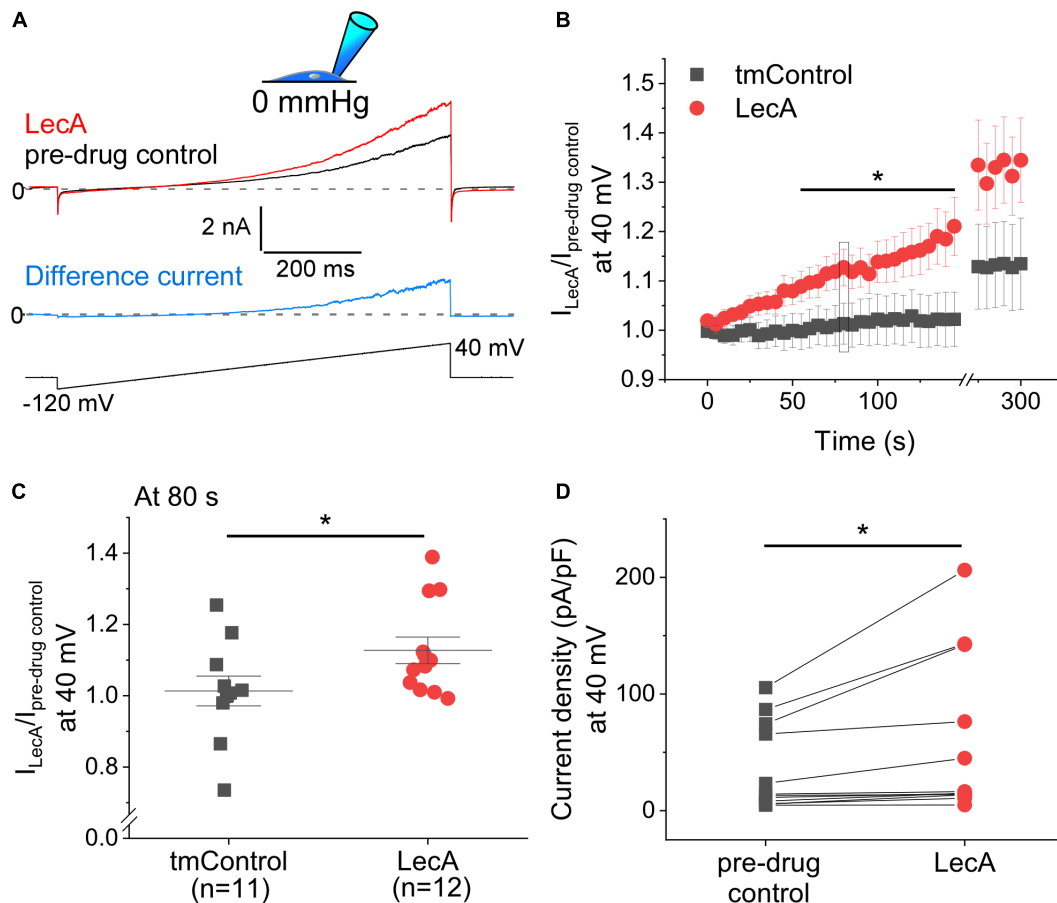 A
0 mmHg
LecA
pre-drug control
0
2 nA
200 ms
Difference current
0
40 mV
-120 mV
B
I_LecA/I_pre-drug control
at 40 mV
1.5
1.4
1.3
1.2
1.1
1.0
0.9
tmControl
LecA
*
0
50
100
300
Time (s)
C
At 80 s
I_LecA/I_pre-drug control
at 40 mV
1.4
1.2
1.0
0.8
0.0
*
tmControl
(n=11)
LecA
(n=12)
D
Current density (pA/pF)
at 40 mV
200
100
0
*
pre-drug
control
LecA